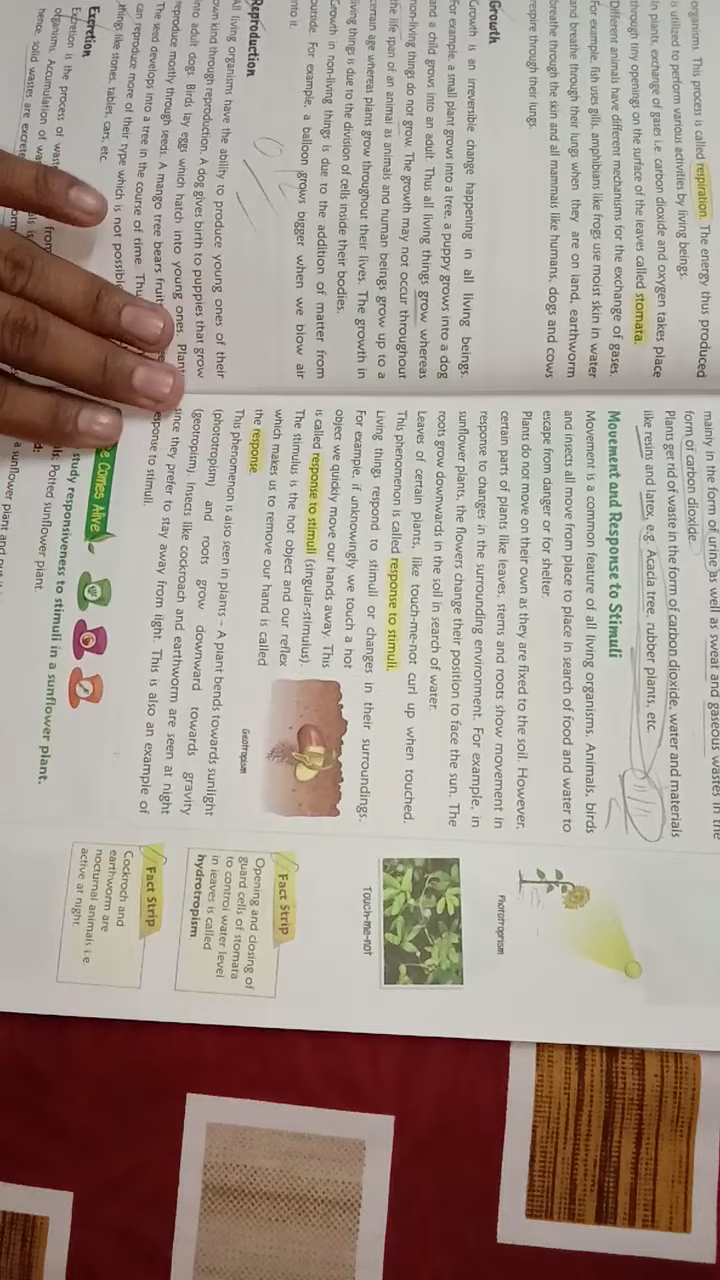 organisms. This process is called respiration. The energy thus produced
is utilized to perform various activities by living beings.
In plants, exchange of gases i.e. carbon dioxide and oxygen takes place
through tiny openings on the surface of the leaves called stomata.
Different animals have different mechanisms for the exchange of gases.
For example, fish uses gills, amphibians like frogs use moist skin in water
and breathe through their lungs when they are on land, earthworm
breathe through the skin and all mammals like humans, dogs and cows
respire through their lungs.
Growth
Growth is an irreversible change happening in all living beings.
For example, a small plant grows into a tree, a puppy grows into a dog
and a child grows into an adult. Thus all living things grow whereas
non-living things do not grow. The growth may not occur throughout
the life span of an animal as animals and human beings grow up to a
certain age whereas plants grow throughout their lives. The growth in
living things is due to the division of cells inside their bodies.
Growth in non-living things is due to the addition of matter from
outside. For example, a balloon grows bigger when we blow air
into it.
Reproduction
All living organisms have the ability to produce young ones of their
own kind through reproduction. A dog gives birth to puppies that grow
into adult dogs. Birds lay eggs which hatch into young ones. Plant
reproduce mostly through seeds. A mango tree bears fruit
The seed develops into a tree in the course of time. Thu
can reproduce more of their type which is not possible
things like stones, tables, cars, etc.
Excretion
Excretion is the process of wast from
organisms. Accumulation of wa
hence, solid wastes are excrete
mainly in the form of urine as well as sweat and gaseous wastes in the
form of carbon dioxide.
Plants get rid of waste in the form of carbon dioxide, water and materials
like resins and latex, e.g. Acacia tree, rubber plants, etc.
Movement and Response to Stimuli
Movement is a common feature of all living organisms. Animals, birds
and insects all move from place to place in search of food and water to
escape from danger or for shelter.
Plants do not move on their own as they are fixed to the soil. However,
certain parts of plants like leaves, stems and roots show movement in
response to changes in the surrounding environment. For example, in
sunflower plants, the flowers change their position to face the sun. The
roots grow downwards in the soil in search of water.
Leaves of certain plants, like touch-me-not curl up when touched.
This phenomenon is called response to stimuli.
Living things respond to stimuli or changes in their surroundings.
For example, if unknowingly we touch a hot
object we quickly move our hands away. This
is called response to stimuli (singular-stimulus).
The stimulus is the hot object and our reflex
which makes us to remove our hand is called
the response.
This phenomenon is also seen in plants – A plant bends towards sunlight
(phototropism) and roots grow downward towards gravity
(geotropism). Insects like cockroach and earthworm are seen at night
since they prefer to stay away from light. This is also an example of
esponse to stimuli.
e Comes Alive
study responsiveness to stimuli in a sunflower plant.
ls: Potted sunflower plant.
d:
a sunflower plant and put it
Phototropism
Touch-me-not
Geotropism
Fact Strip
Opening and closing of
guard cells of stomata
to control water level
in leaves is called
hydrotropism
Fact Strip
Cockroch and
earthworm are
nocturnal animals i.e.
active at night.